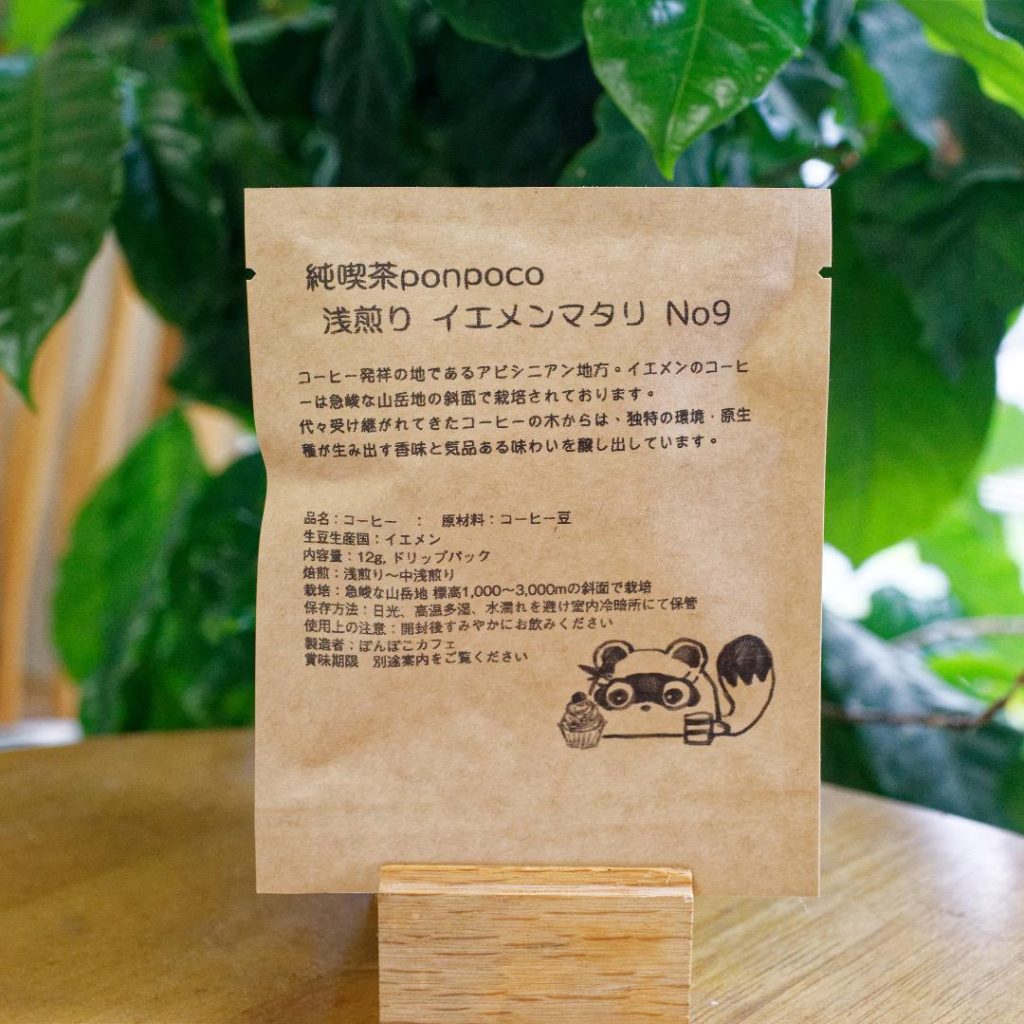 純喫茶ponpoco
浅煎り イエメンマタリ No9
コーヒー発祥の地であるアビシニアン地方。イエメンのコーヒ
ーは急峻な山岳地の斜面で栽培されております。
代々受け継がれてきたコーヒーの木からは、独特の環境・原生
種が生み出す香味と気品ある味わいを醸し出しています。
品名：コーヒー ： 原材料：コーヒー豆
生豆生産国：イエメン
内容量：12g, ドリップパック
焙煎：浅煎り〜中浅煎り
栽培：急峻な山岳地 標高1,000〜3,000mの斜面で栽培
保存方法：日光、高温多湿、水濡れを避け室内冷暗所にて保管
使用上の注意：開封後すみやかにお飲みください
製造者：ぽんぽこカフェ
賞味期限 別途案内をご覧ください